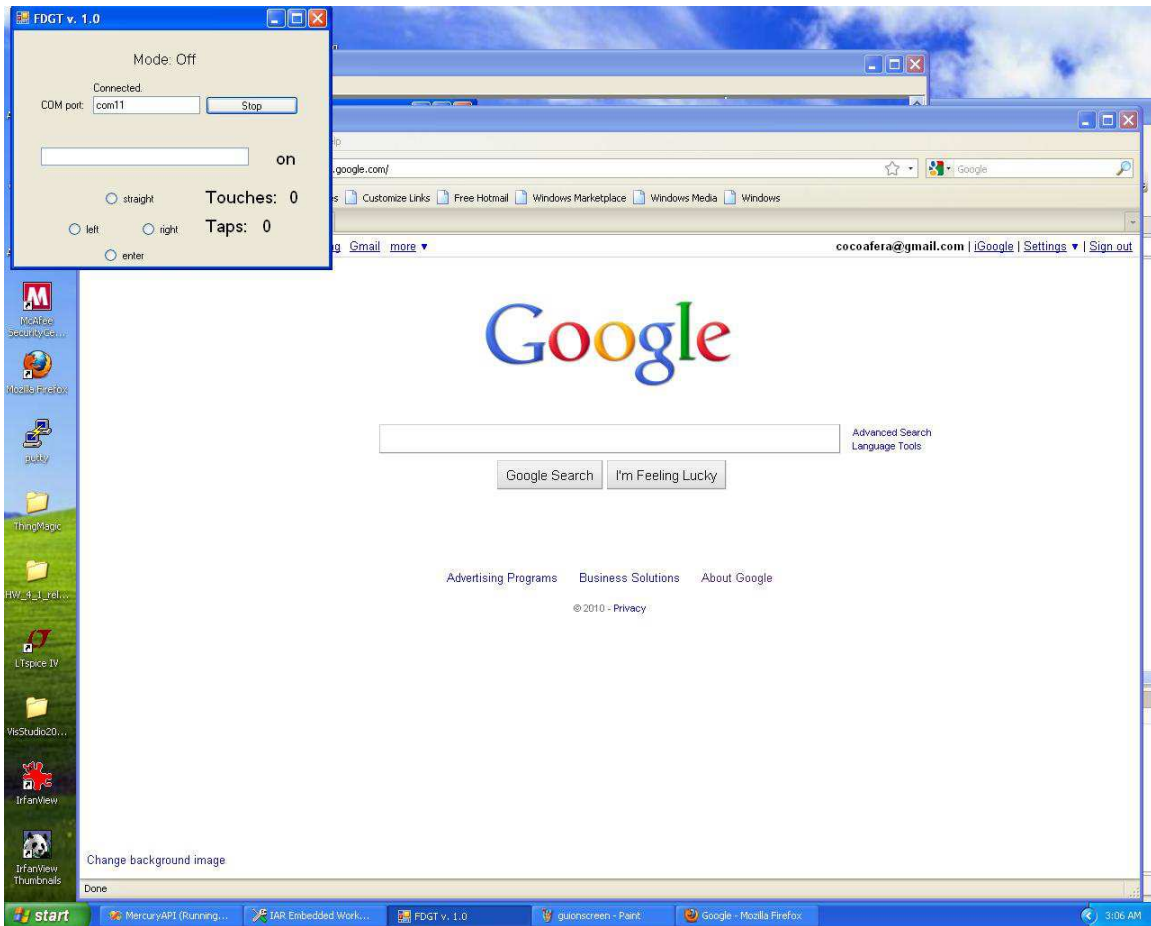 FDGT v. 1.0
Mode: Off
Connected.
COM port: com11 Stop
on
straight Touches: 0
left right Taps: 0
enter
.google.com/ Google
Customize Links Free Hotmail Windows Marketplace Windows Media Windows
Gmail more ▼ cocoafera@gmail.com | iGoogle | Settings ▼ | Sign out
McAfee
Mozilla Firefox
putty
ThingMagic
HW_4_1_rel...
LTspice IV
VisStudio20...
IrfanView
IrfanView
Thumbnails
Google
Advanced Search
Language Tools
Google Search I'm Feeling Lucky
Advertising Programs Business Solutions About Google
© 2010 - Privacy
Change background image
Done
start MercuryAPI (Running... IAR Embedded Work... FDGT v. 1.0 guionscreen - Paint Google - Mozilla Firefox 3:06 AM